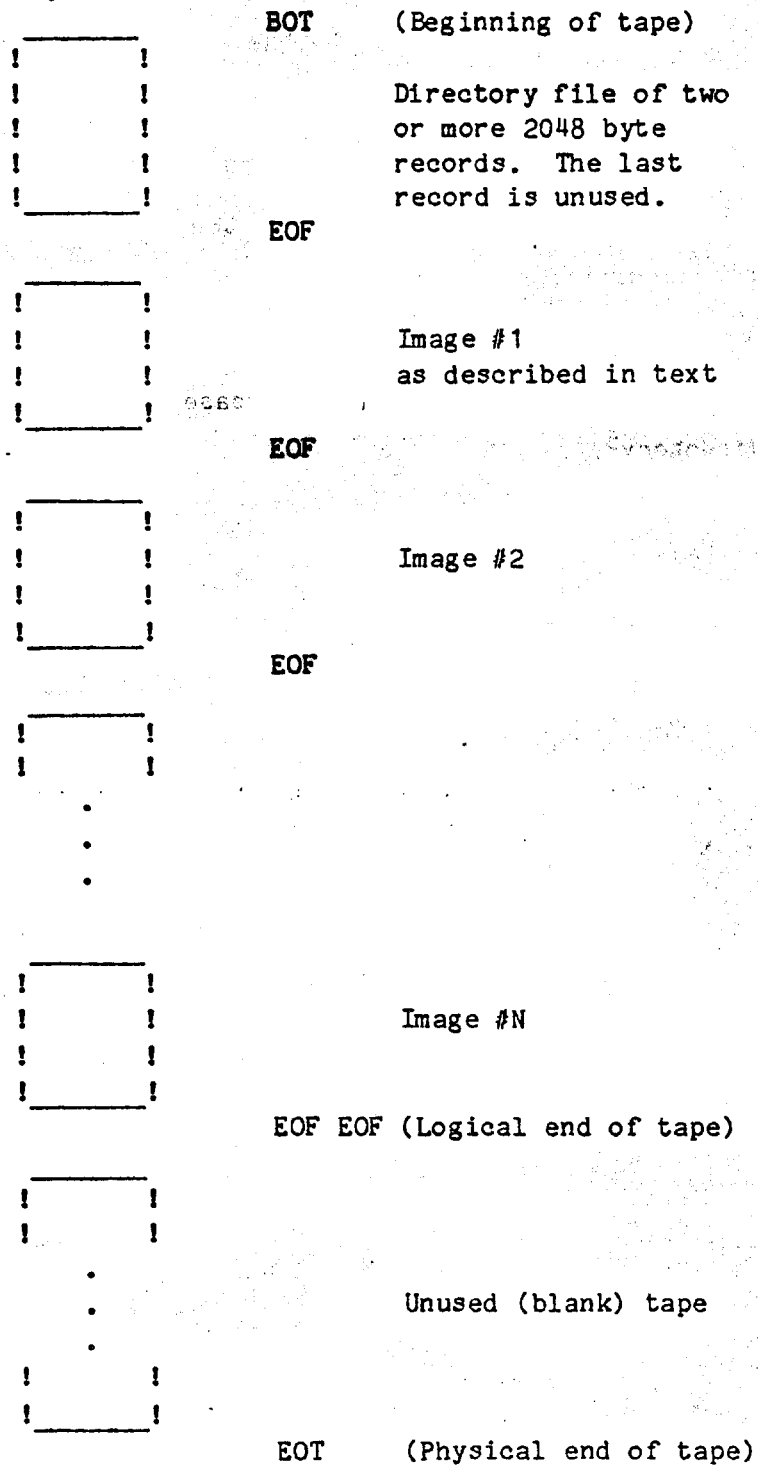 BOT (Beginning of tape)
Directory file of two
or more 2048 byte
records. The last
record is unused.
EOF
Image #1
as described in text
EOF
Image #2
EOF
Image #N
EOF EOF (Logical end of tape)
Unused (blank) tape
EOT (Physical end of tape)